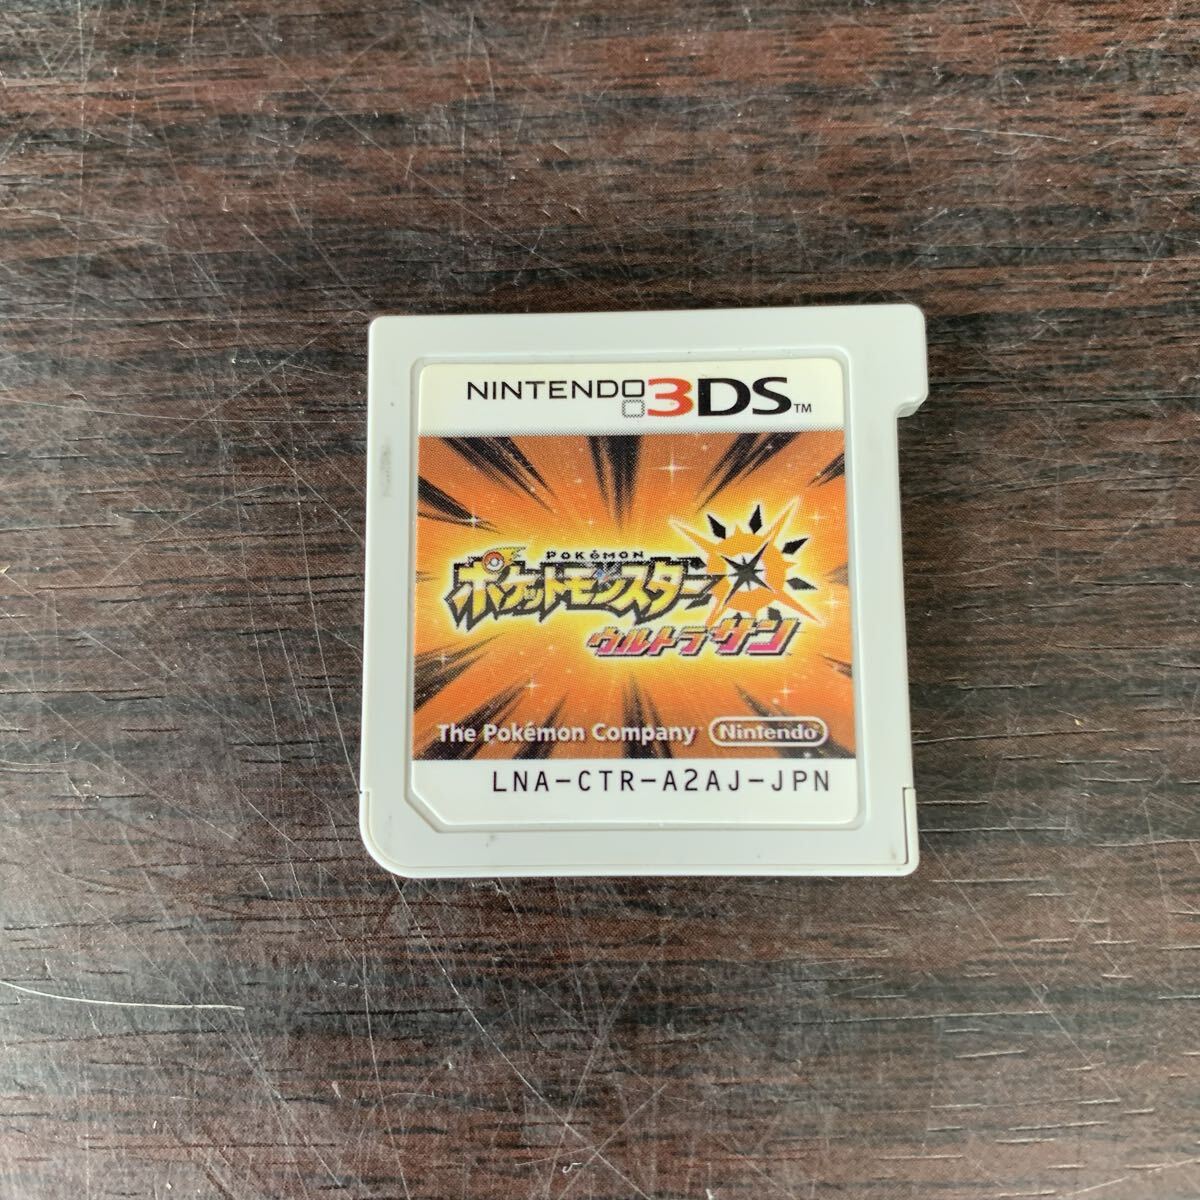 NINTENDO 3DS™
POKéMON
ポケットモンスター
ウルトラサン
The Pokémon Company Nintendo
LNA-CTR-A2AJ-JPN